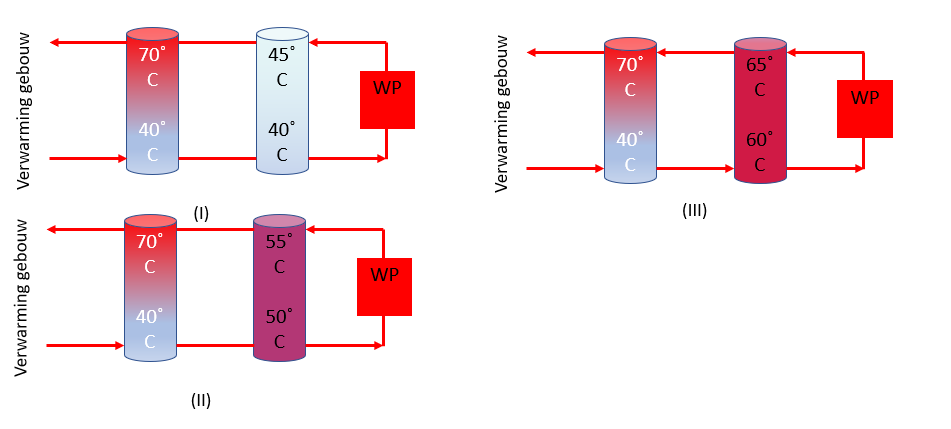 Verwarming gebouw
70˚
C
40˚
C
45˚
C
40˚
C
WP
(I)
Verwarming gebouw
70˚
C
40˚
C
55˚
C
50˚
C
WP
(II)
Verwarming gebouw
70˚
C
40˚
C
65˚
C
60˚
C
WP
(III)